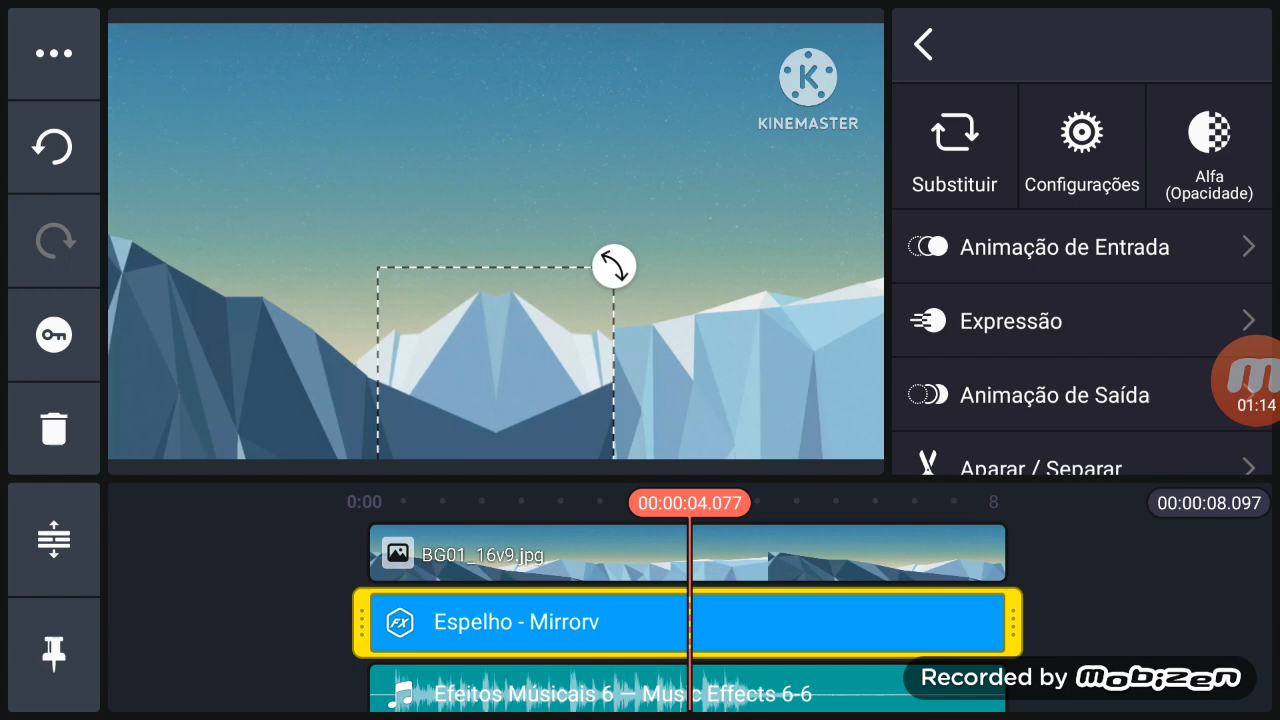 K
KINEMASTER
Substituir
Configurações
Alfa
(Opacidade)
Animação de Entrada
Expressão
01:14
Animação de Saída
Aparar / Separar
0:00
00:00:04.077
8
00:00:08.097
BG01_16v9.jpg
FX
Espelho - Mirrorv
Efeitos Músicais 6 — Music Effects 6-6
Recorded by mobizen